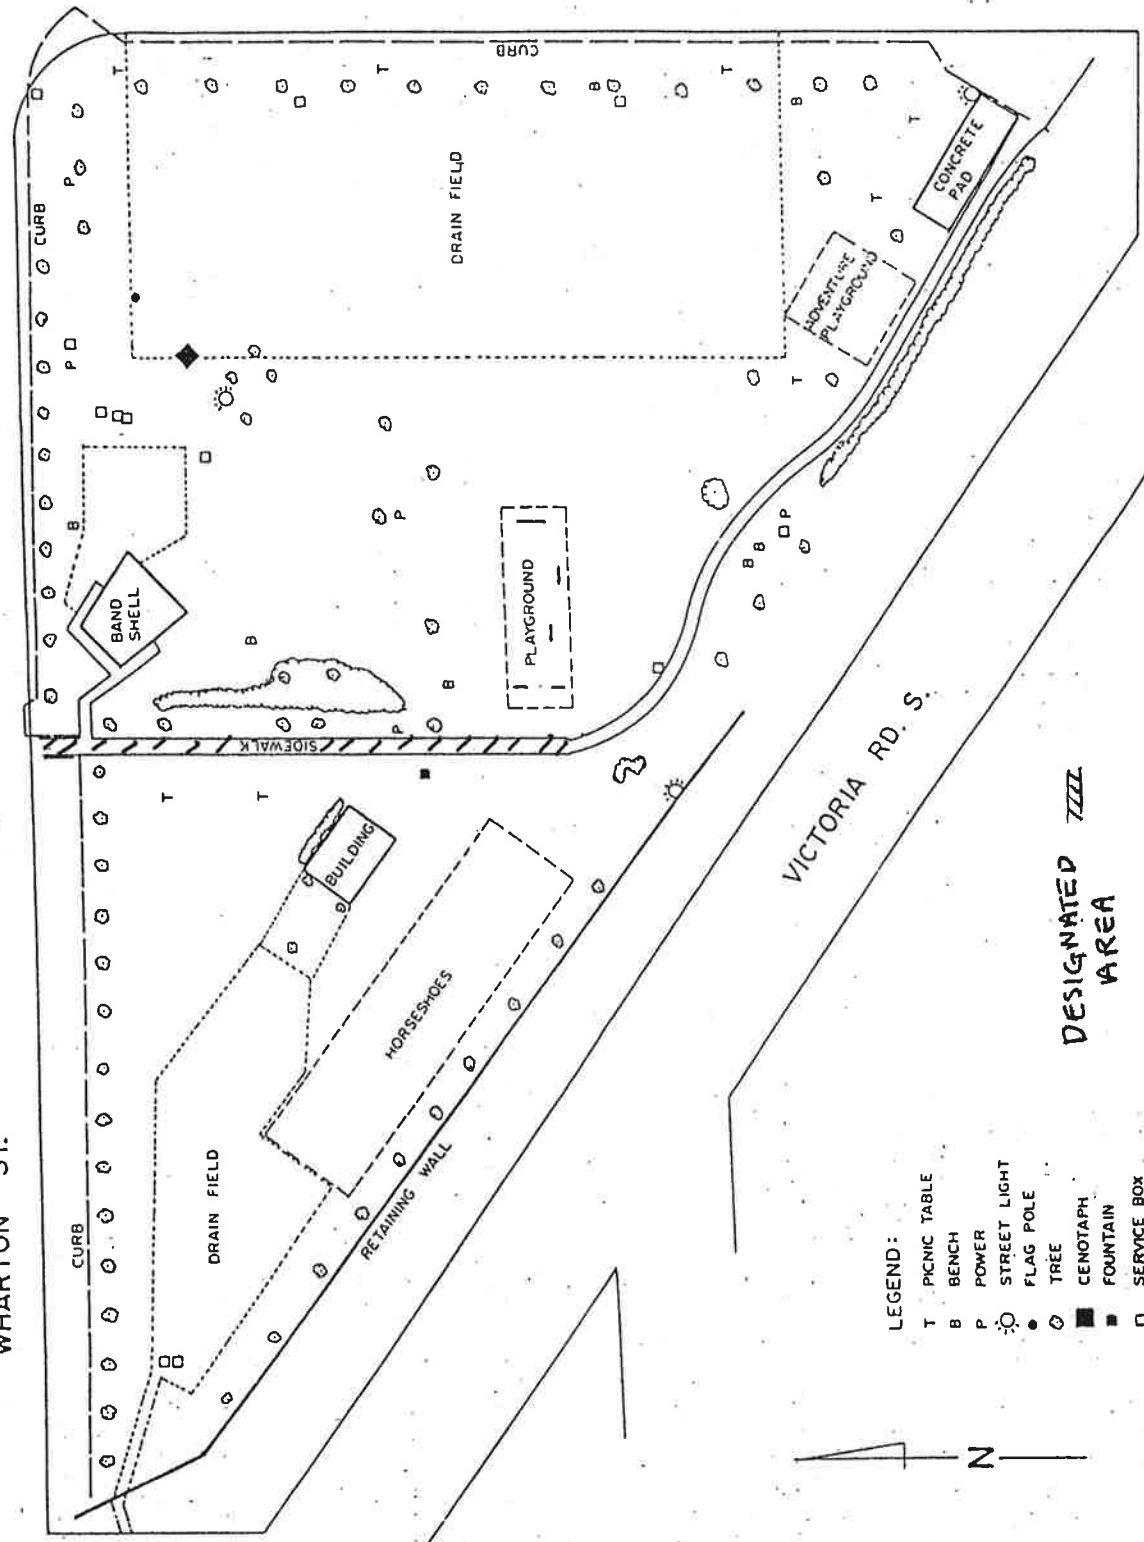 WHARTON ST.
CURB
CURB
CURB
T
T
T
T
T
T
T
T
B
B
B
B
B
B
B
P
P
P
P
P
DRAIN FIELD
CONCRETE
PAD
ADVENTURE
PLAYGROUND
BAND
SHELL
PLAYGROUND
SIDEWALK
BUILDING
HORSESHOES
DRAIN FIELD
RETAINING WALL
VICTORIA RD. S.
DESIGNATED
AREA
LEGEND:
T PICNIC TABLE
B BENCH
P POWER
STREET LIGHT
FLAG POLE
TREE
CENOTAPH
FOUNTAIN
SERVICE BOX
N